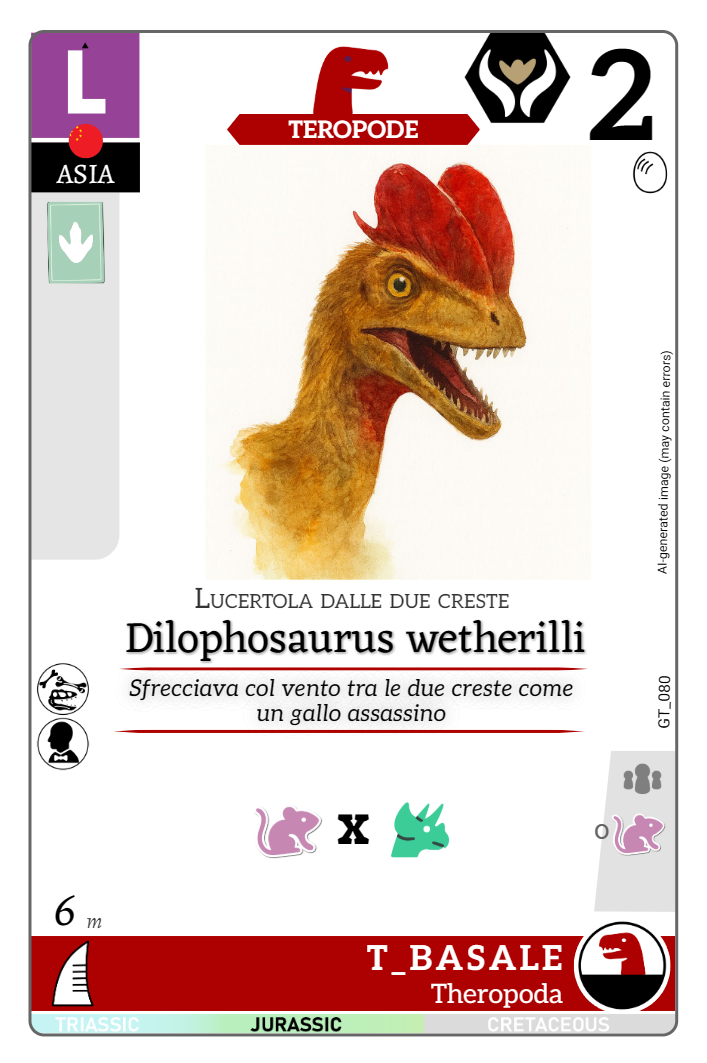 L
2
TEROPODE
ASIA
AI-generated image (may contain errors)
LUCERTOLA DALLE DUE CRESTE
Dilophosaurus wetherilli
Sfrecciava col vento tra le due creste come
un gallo assassino
GT_080
X
O
6 m
T_BASALE
Theropoda
TRIASSIC JURASSIC CRETACEOUS